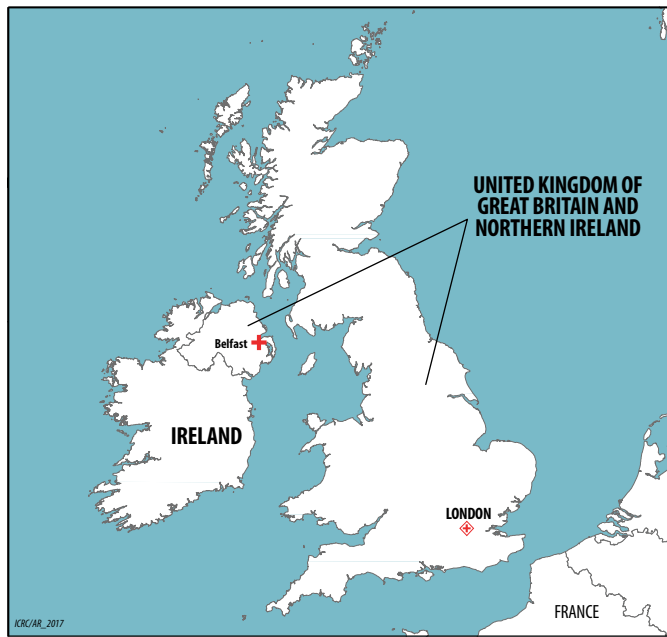 UNITED KINGDOM OF
GREAT BRITAIN AND
NORTHERN IRELAND
Belfast
IRELAND
LONDON
FRANCE
ICRC/AR_2017